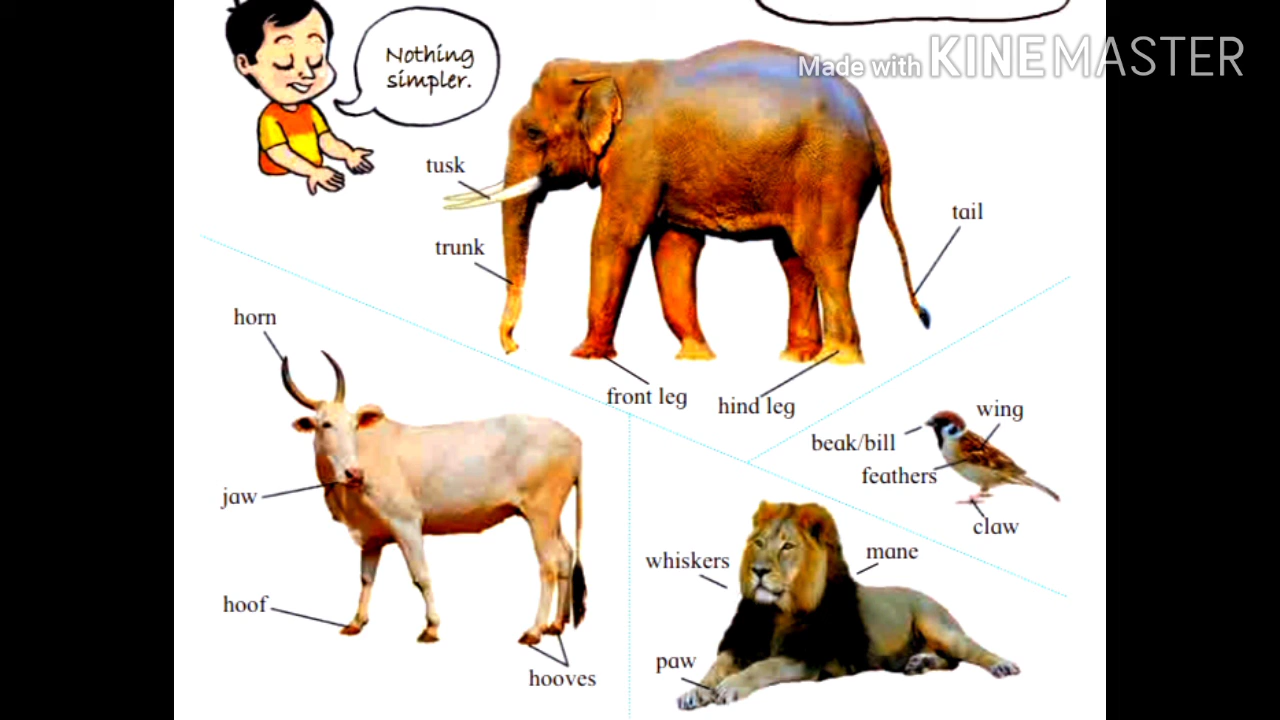 Nothing
simpler.
Made with KINEMASTER
tusk
trunk
tail
front leg
hind leg
horn
jaw
hoof
hooves
wing
beak/bill
feathers
claw
whiskers
mane
paw